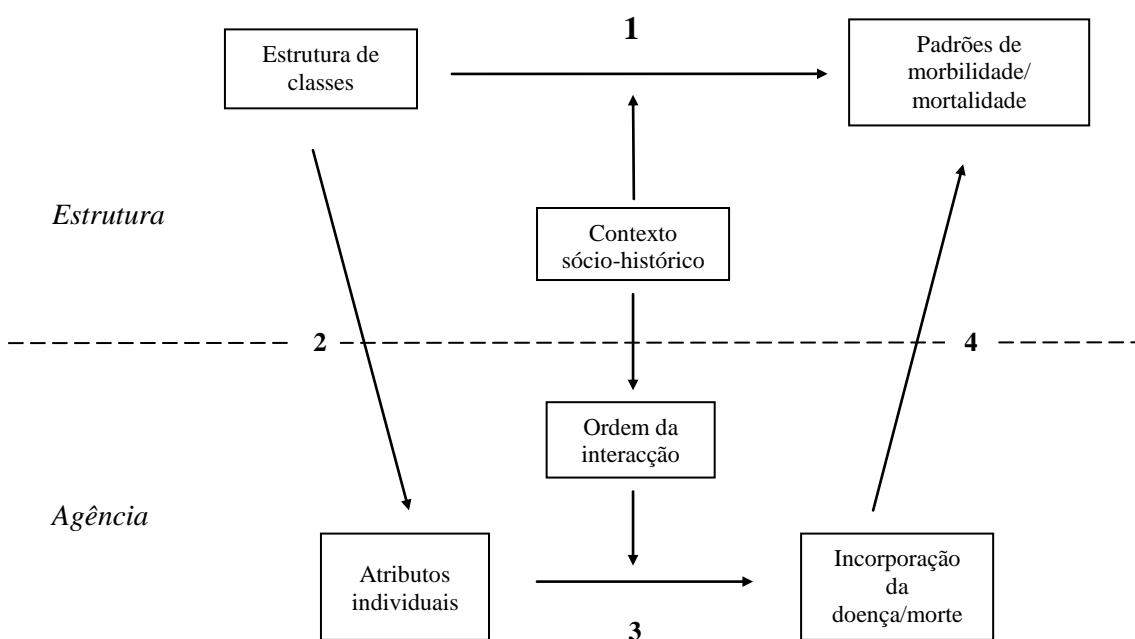 1
Estrutura de
classes
Padrões de
morbilidade/
mortalidade
Estrutura
Contexto
sócio-histórico
2
4
Ordem da
interacção
Agência
Atributos
individuais
Incorporação
da
doença/morte
3